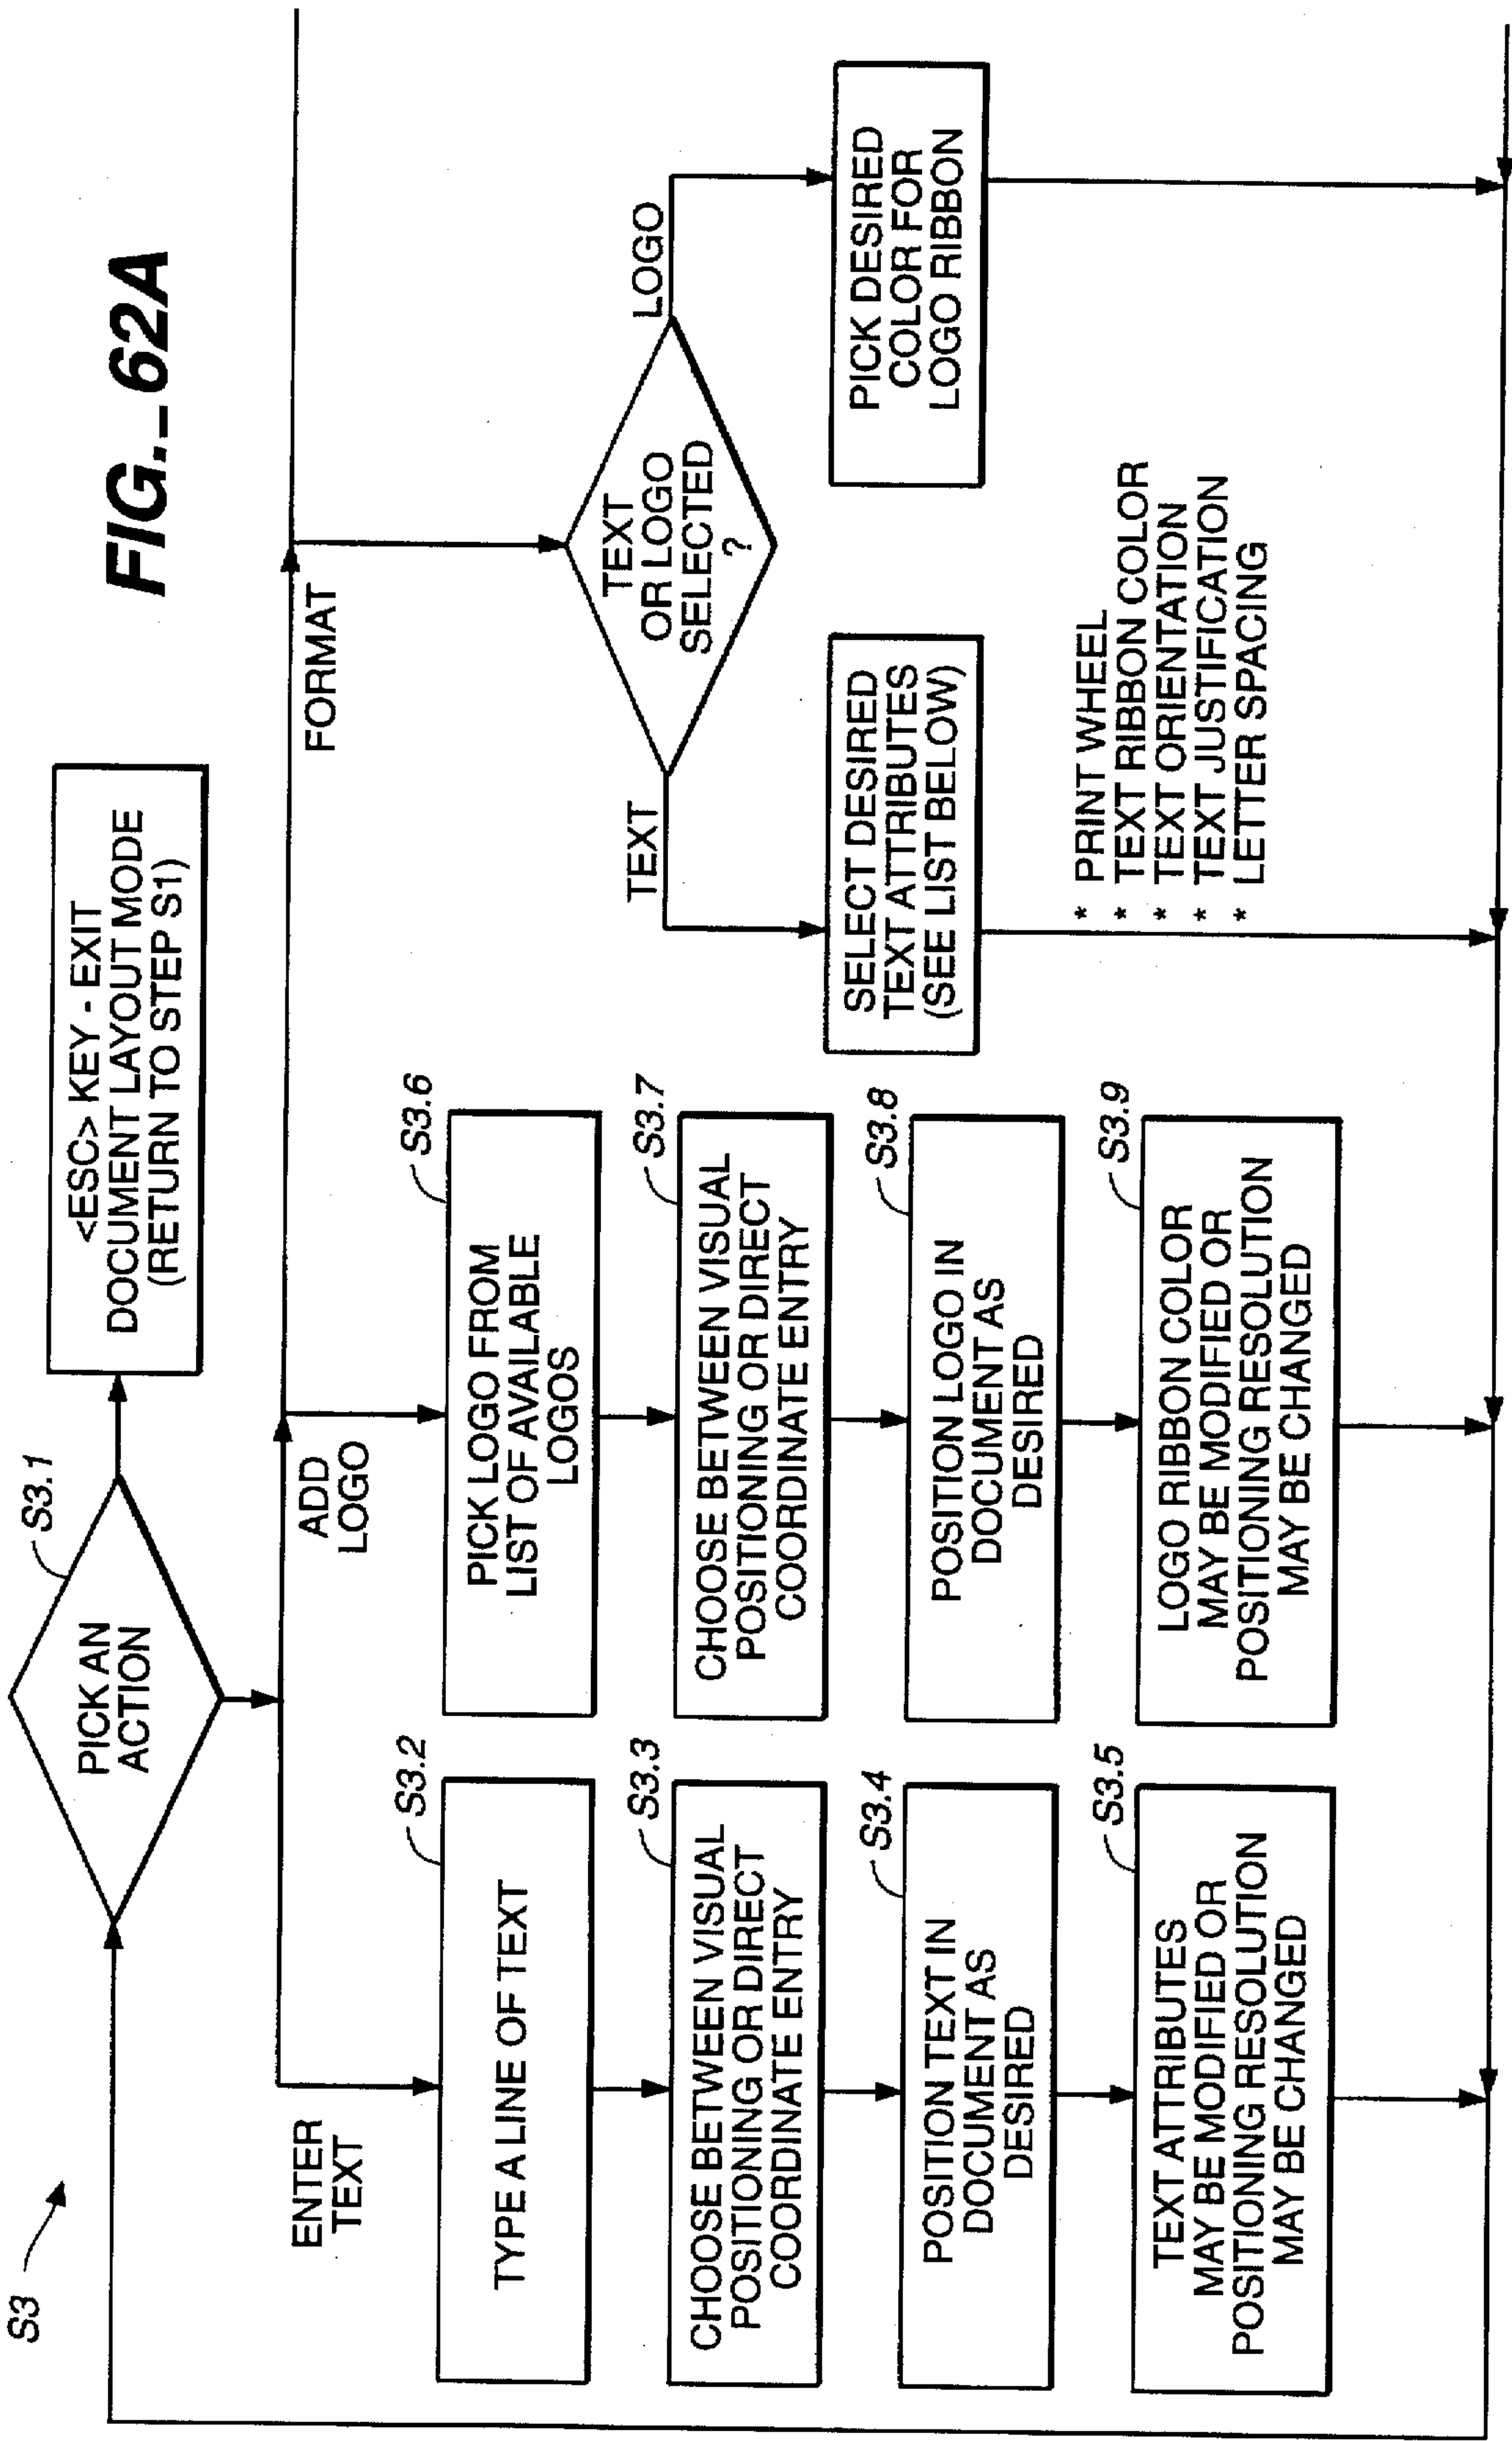 FIG._62A
S3
S3.1
PICK AN
ACTION
<ESC> KEY - EXIT
DOCUMENT LAYOUT MODE
(RETURN TO STEP S1)
ENTER
TEXT
S3.2
TYPE A LINE OF TEXT
S3.3
CHOOSE BETWEEN VISUAL
POSITIONING OR DIRECT
COORDINATE ENTRY
S3.4
POSITION TEXT IN
DOCUMENT AS
DESIRED
S3.5
TEXT ATTRIBUTES
MAY BE MODIFIED OR
POSITIONING RESOLUTION
MAY BE CHANGED
ADD
LOGO
S3.6
PICK LOGO FROM
LIST OF AVAILABLE
LOGOS
S3.7
CHOOSE BETWEEN VISUAL
POSITIONING OR DIRECT
COORDINATE ENTRY
S3.8
POSITION LOGO IN
DOCUMENT AS
DESIRED
S3.9
LOGO RIBBON COLOR
MAY BE MODIFIED OR
POSITIONING RESOLUTION
MAY BE CHANGED
FORMAT
TEXT
OR LOGO
SELECTED
?
TEXT
SELECT DESIRED
TEXT ATTRIBUTES
(SEE LIST BELOW)
* PRINT WHEEL
* TEXT RIBBON COLOR
* TEXT ORIENTATION
* TEXT JUSTIFICATION
* LETTER SPACING
LOGO
PICK DESIRED
COLOR FOR
LOGO RIBBON